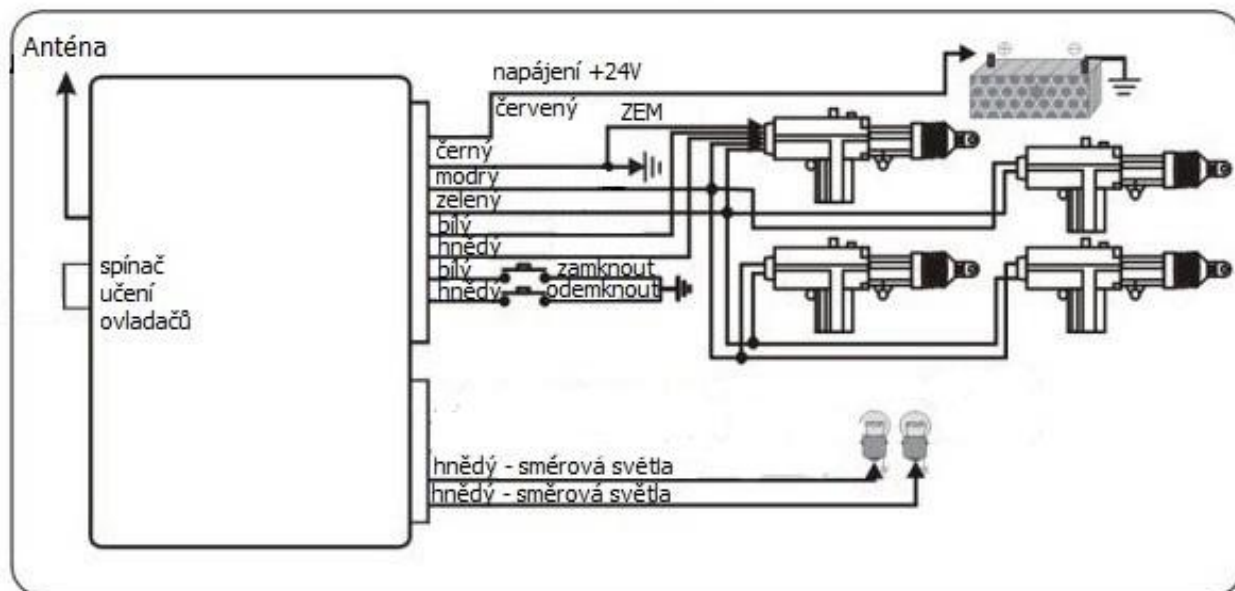 Anténa
napájení +24V
červený
ZEM
černý
modrý
zelený
bílý
hnědý
bílý
zamknout
hnědý
odemknout
spínač
učení
ovladačů
hnědý - směrová světla
hnědý - směrová světla